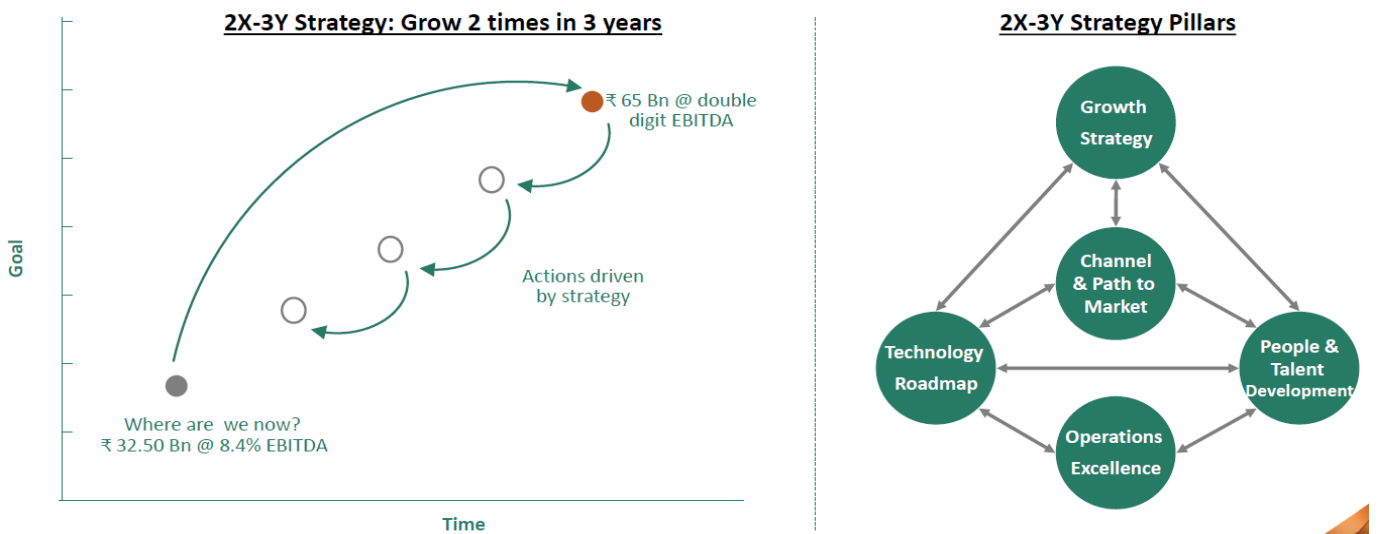 2X-3Y Strategy: Grow 2 times in 3 years
₹ 65 Bn @ double
digit EBITDA
Actions driven
by strategy
Where are  we now?
₹ 32.50 Bn @ 8.4% EBITDA
Goal
Time
2X-3Y Strategy Pillars
Growth
Strategy
Channel
& Path to
Market
Technology
Roadmap
People &
Talent
Development
Operations
Excellence